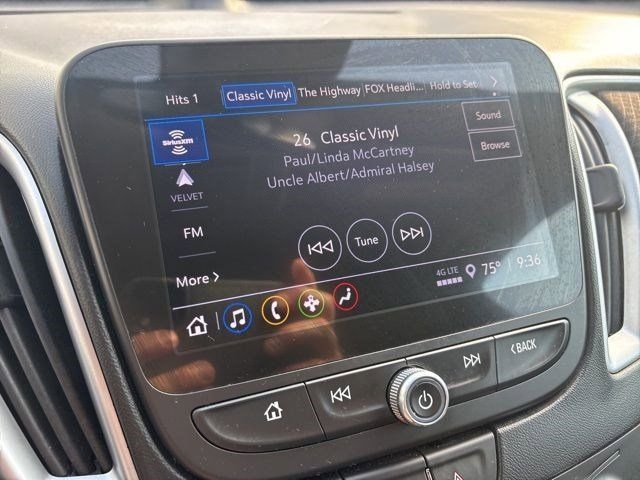 Hits 1 Classic Vinyl The Highway FOX Headli... Hold to Set
SiriusXM
VELVET
FM
More
26 Classic Vinyl
Paul/Linda McCartney
Uncle Albert/Admiral Halsey
Sound
Browse
Tune
4G LTE 75° 9:36
BACK